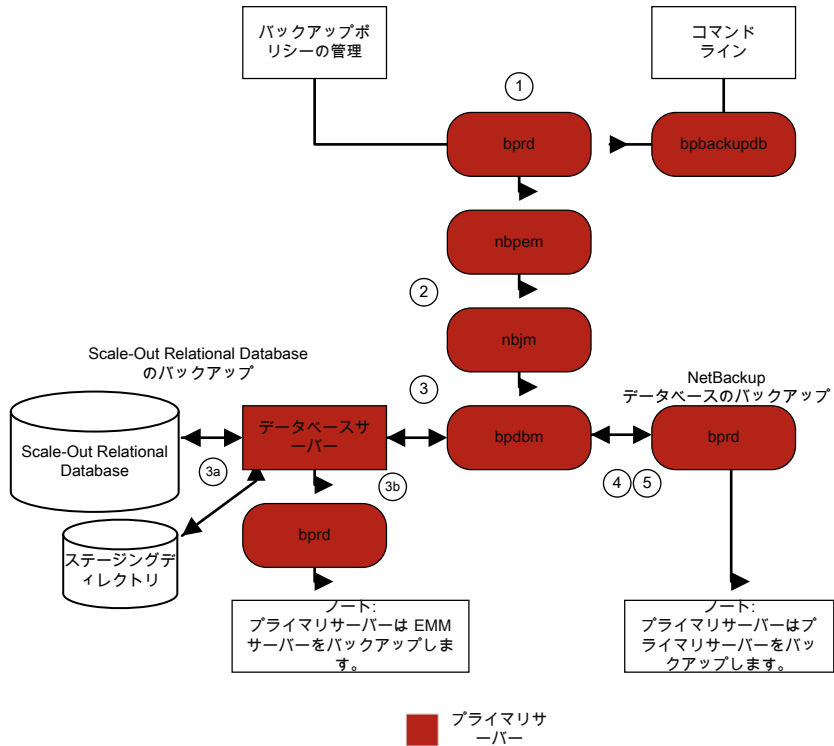 バックアップポ
リシーの管理
コマンド
ライン
1
bprd
bpbackupdb
nbpem
2
nbjm
Scale-Out Relational Database
のバックアップ
3
NetBackup
データベースのバックアップ
Scale-Out Relational
Database
データベースサ
ーバー
bpdbm
bprd
3a
3b
4
5
ステージングデ
ィレクトリ
bprd
ノート:
プライマリサーバーは EMM
サーバーをバックアップしま
す。
ノート:
プライマリサーバーはプ
ライマリサーバーをバッ
クアップします。
プライマリサ
ーバー